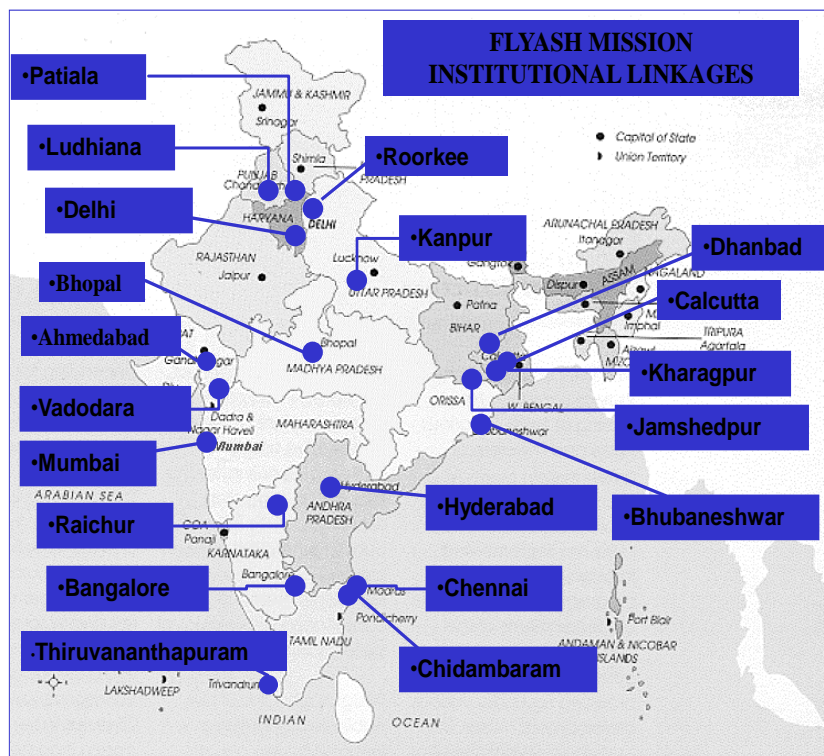 FLYASH MISSION
INSTITUTIONAL LINKAGES
•Patiala
JAMMU & KASHMIR
Srinagar
•Ludhiana
Shimla
•Roorkee
PRADESH
Capital of State
Union Territory
PUNJAB
•Delhi
HARYANA
DELHI
•Kanpur
ARUNACHAL PRADESH
Itanagar
•Dhanbad
RAJASTHAN
Jaipur
Lucknow
UTTAR PRADESH
Gangtok
Dispur
ASSAM
NAGALAND
•Bhopal
Patna
BIHAR
•Calcutta
Imphal
TRIPURA
Agartala
•Ahmedabad
Bhopal
MADHYA PRADESH
•Kharagpur
•Vadodara
Dadra &
Nagar Haveli
ORISSA
W. BENGAL
•Jamshedpur
MAHARASHTRA
•Mumbai
Mumbai
ARABIAN SEA
Hyderabad
•Hyderabad
•Bhubaneshwar
•Raichur
ANDHRA
PRADESH
GOA
Panaji
KARNATAKA
•Bangalore
Bangalore
Madras
•Chennai
Pondicherry
Port Blair
TAMIL NADU
ANDAMAN & NICOBAR
ISLANDS
•Thiruvananthapuram
•Chidambaram
LAKSHADWEEP
Trivandrum
INDIAN
OCEAN